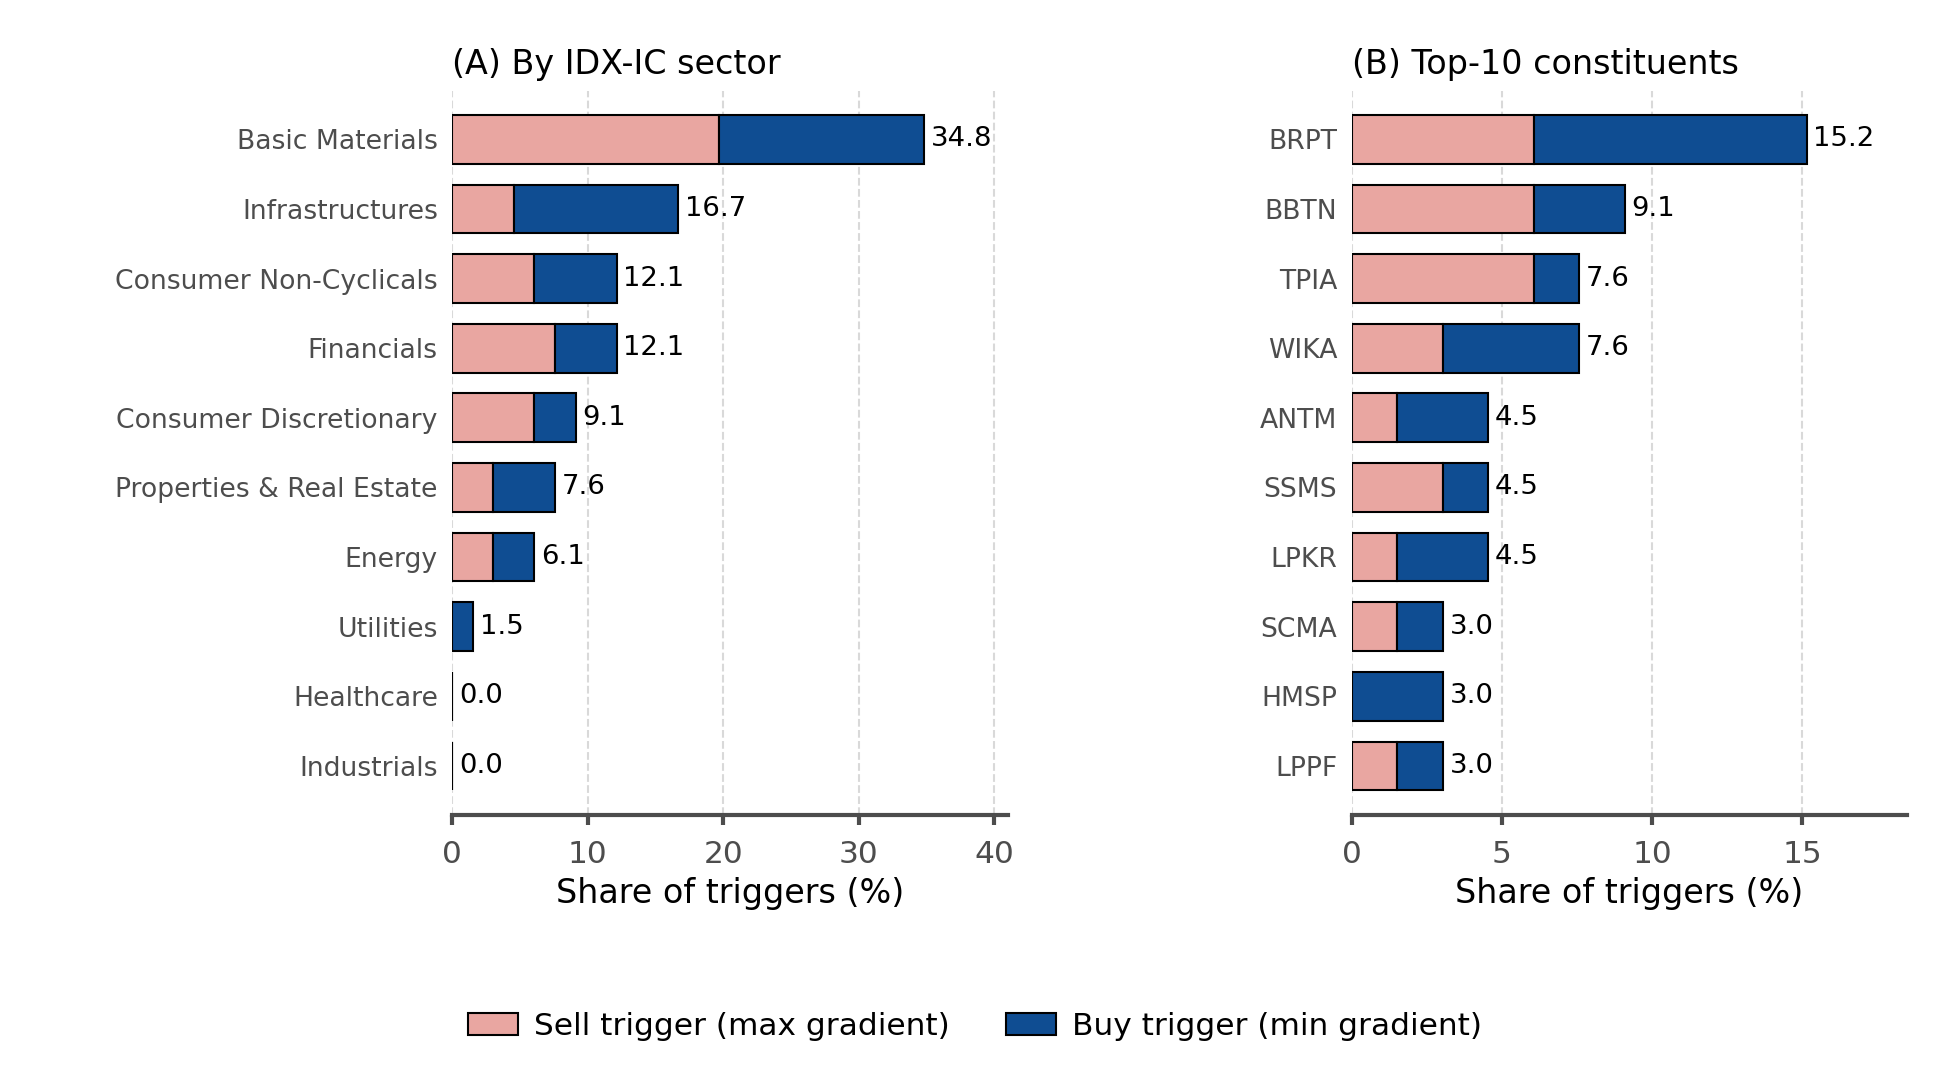 (A) By IDX-IC sector
Basic Materials 34.8
Infrastructures 16.7
Consumer Non-Cyclicals 12.1
Financials 12.1
Consumer Discretionary 9.1
Properties & Real Estate 7.6
Energy 6.1
Utilities 1.5
Healthcare 0.0
Industrials 0.0
0 10 20 30 40
Share of triggers (%)
(B) Top-10 constituents
BRPT 15.2
BBTN 9.1
TPIA 7.6
WIKA 7.6
ANTM 4.5
SSMS 4.5
LPKR 4.5
SCMA 3.0
HMSP 3.0
LPPF 3.0
0 5 10 15
Share of triggers (%)
Sell trigger (max gradient) Buy trigger (min gradient)